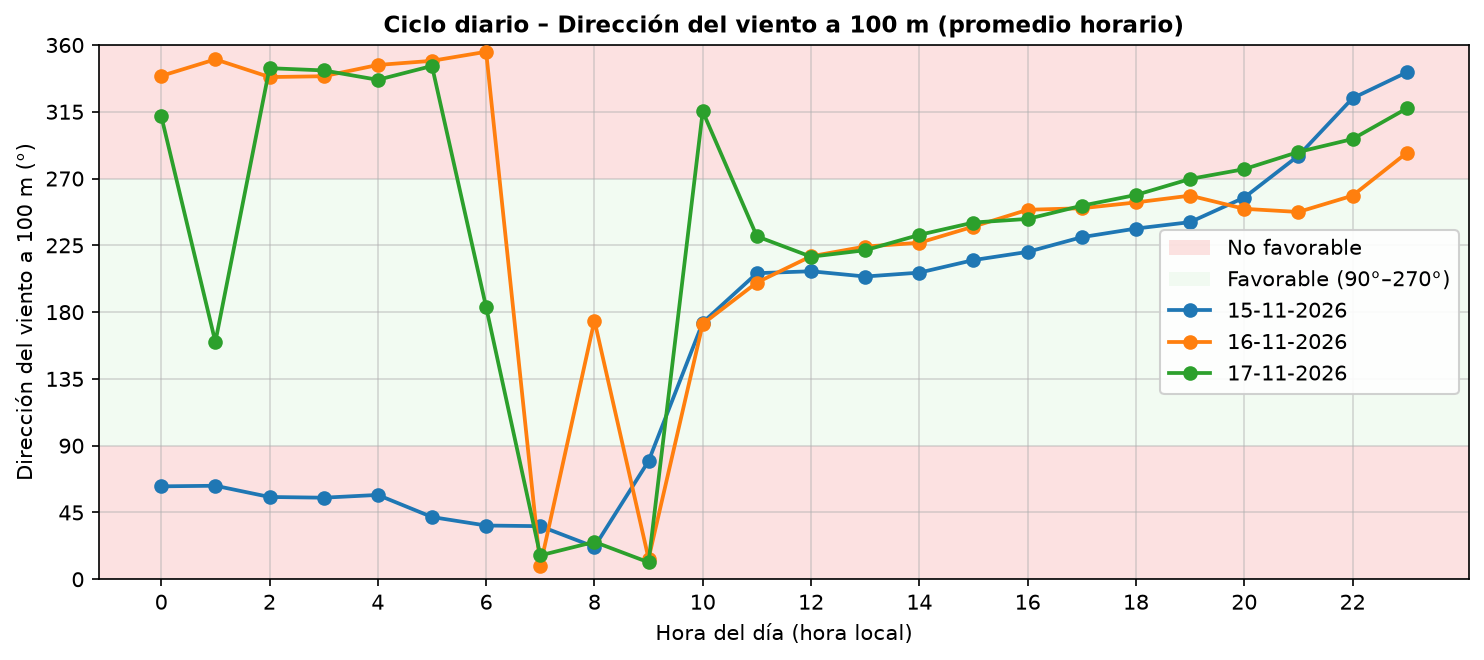 Ciclo diario – Dirección del viento a 100 m (promedio horario)
Dirección del viento a 100 m (°)
360
315
270
225
180
135
90
45
0
No favorable
Favorable (90°–270°)
15-11-2026
16-11-2026
17-11-2026
0 2 4 6 8 10 12 14 16 18 20 22
Hora del día (hora local)